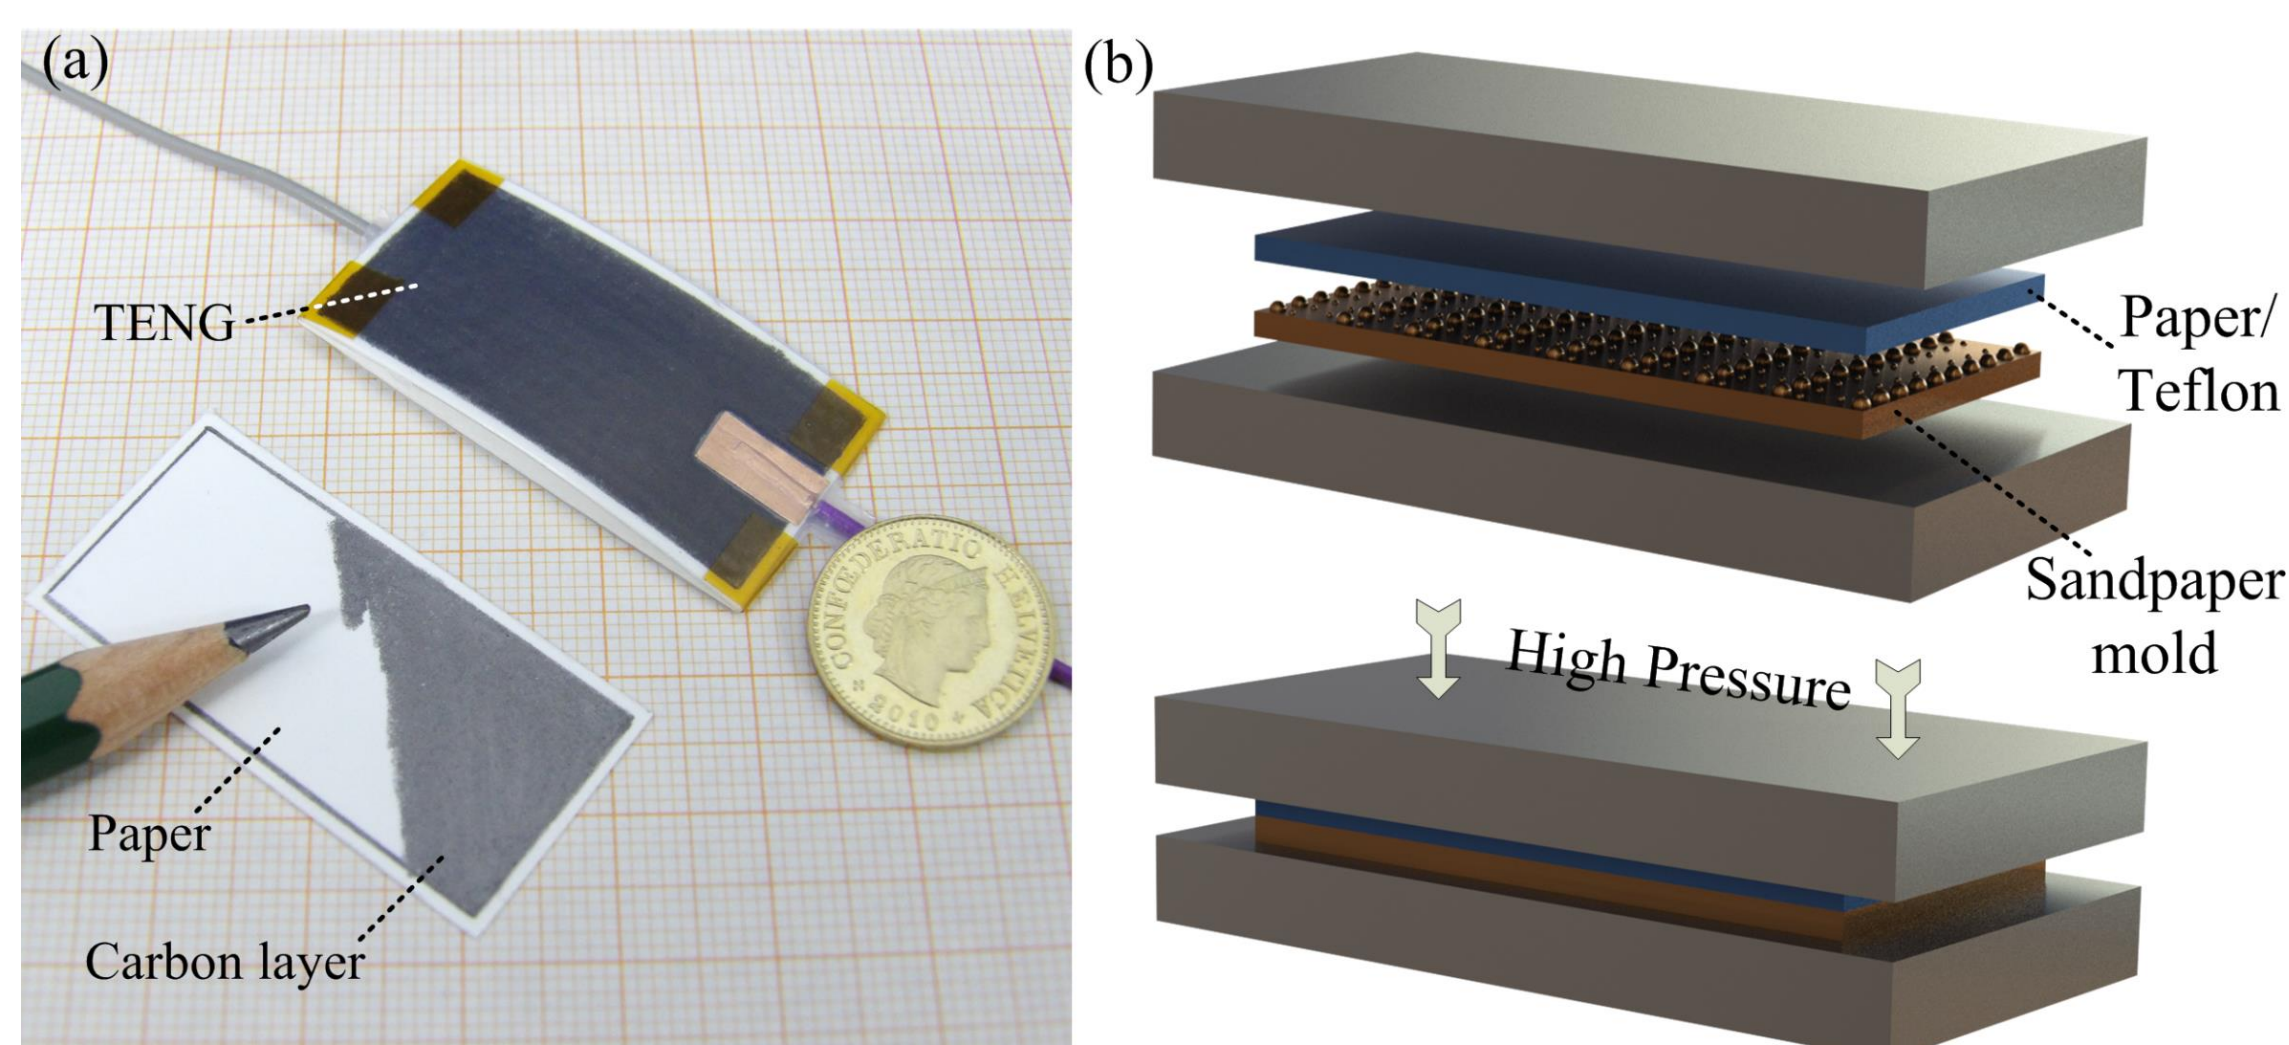 (a)
TENG
Paper
Carbon layer
CONFŒDERATIO HELVETICA
2010
(b)
Paper/
Teflon
Sandpaper
mold
High Pressure